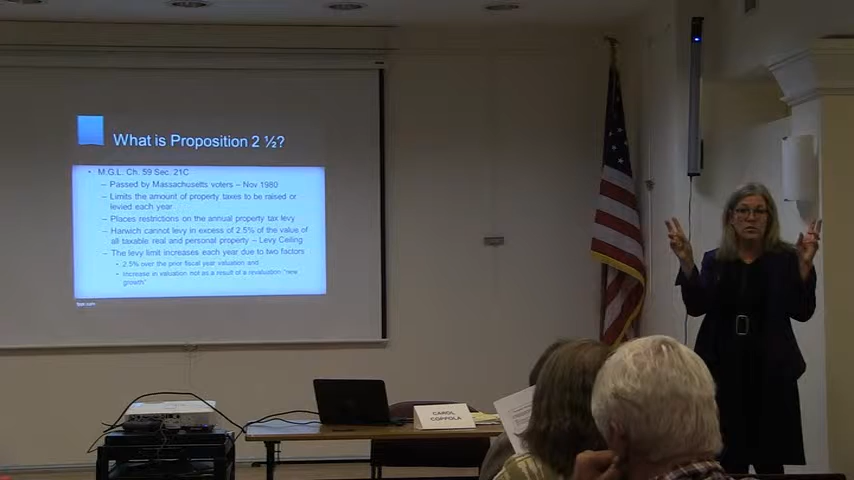 What is Proposition 2 ½?
• M.G.L. Ch. 59 Sec. 21C
– Passed by Massachusetts voters – Nov 1980
– Limits the amount of property taxes to be raised or
levied each year
– Places restrictions on the annual property tax levy
– Harwich cannot levy in excess of 2.5% of the value of
all taxable real and personal property – Levy Ceiling
– The levy limit increases each year due to two factors
• 2.5% over the prior fiscal year valuation and
• Increase in valuation not as a result of a revaluation "new
growth"
CAROL
COPPOLA